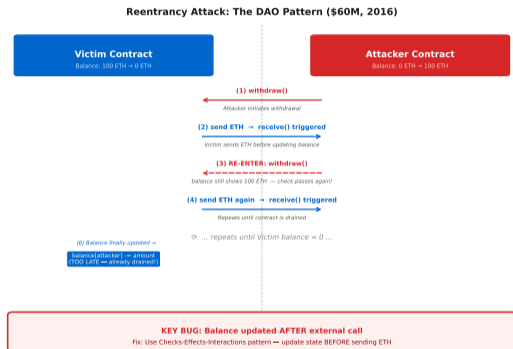 Reentrancy Attack: The DAO Pattern ($60M, 2016)
Victim Contract
Balance: 100 ETH → 0 ETH
Attacker Contract
Balance: 0 ETH → 100 ETH
(1) withdraw()
Attacker initiates withdrawal
(2) send ETH → receive() triggered
Victim sends ETH before updating balance
(3) RE-ENTER: withdraw()
balance still shows 100 ETH — check passes again!
(4) send ETH again → receive() triggered
Repeats until contract is drained
⟳ ... repeats until Victim balance = 0 ...
(6) Balance finally updated →
balance[attacker] -= amount
(TOO LATE — already drained!)
KEY BUG: Balance updated AFTER external call
Fix: Use Checks-Effects-Interactions pattern — update state BEFORE sending ETH